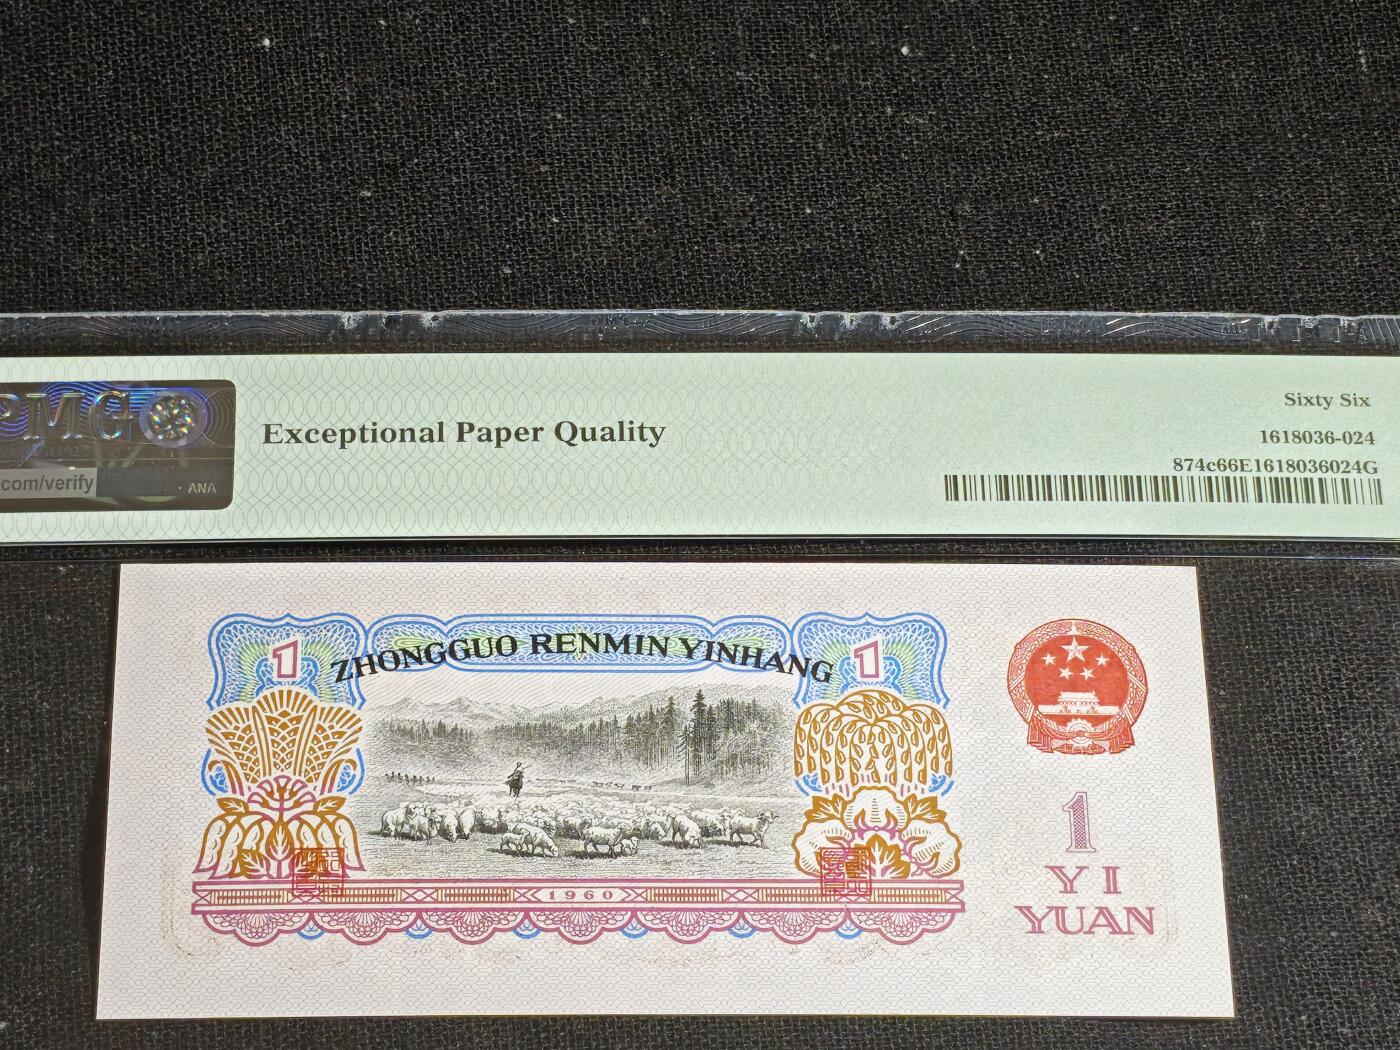 PMG
Sixty Six
Exceptional Paper Quality
1618036-024
874c66E1618036024G
.com/verify
· ANA
1
ZHONGGUO RENMIN YINHANG
1
1
YI
YUAN
1960